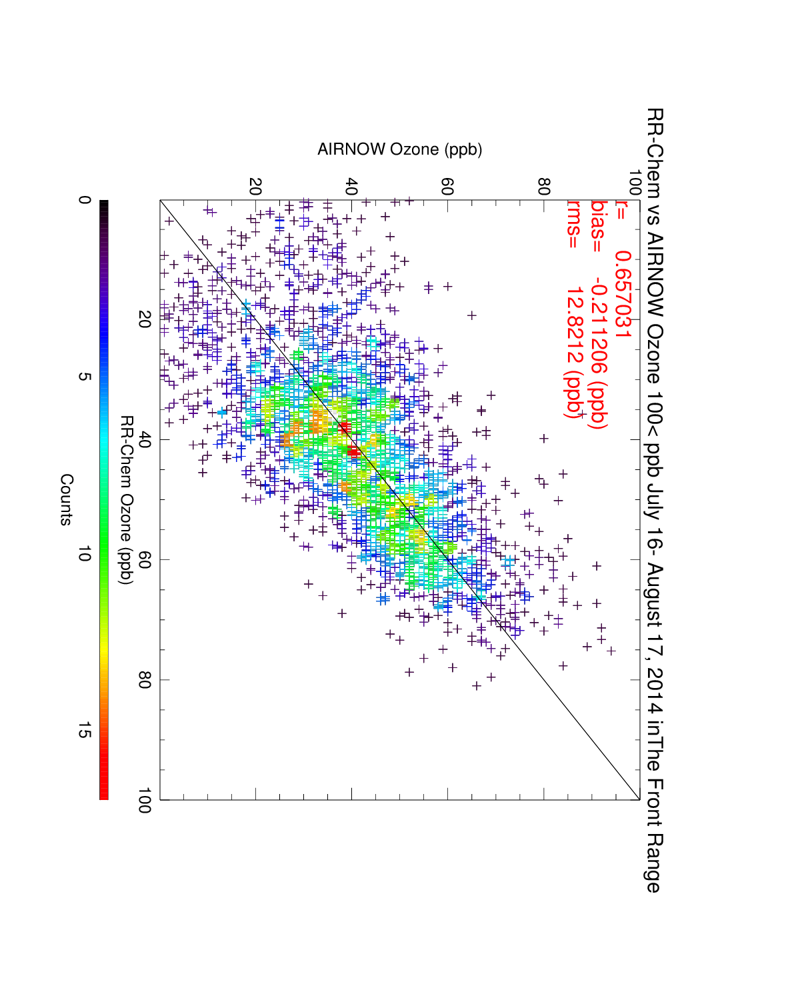 RR-Chem vs AIRNOW Ozone 100< ppb July 16- August 17, 2014 inThe Front Range
100
80
60
40
20
AIRNOW Ozone (ppb)
r= 0.657031
bias= -0.211206 (ppb)
rms= 12.8212 (ppb)
20 40 60 80 100
RR-Chem Ozone (ppb)
0 5 10 15
Counts